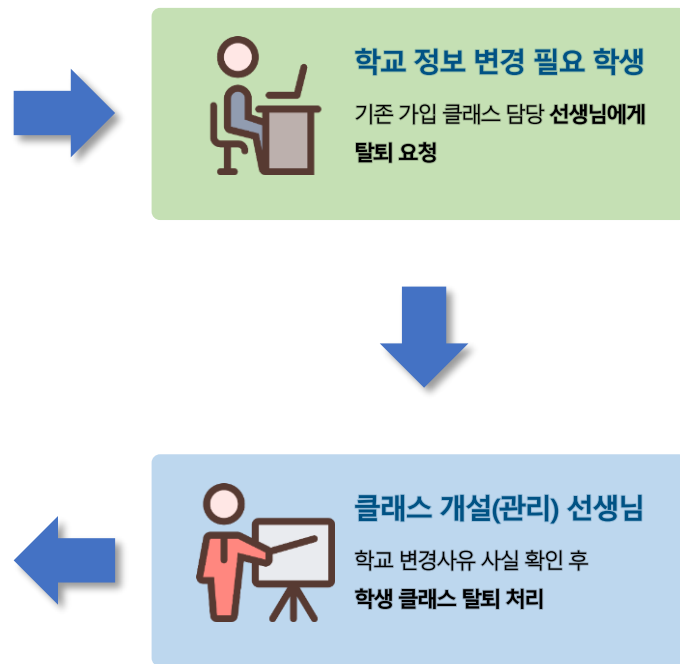 학교 정보 변경 필요 학생
기존 가입 클래스 담당 선생님에게
탈퇴 요청
클래스 개설(관리) 선생님
학교 변경사유 사실 확인 후
학생 클래스 탈퇴 처리